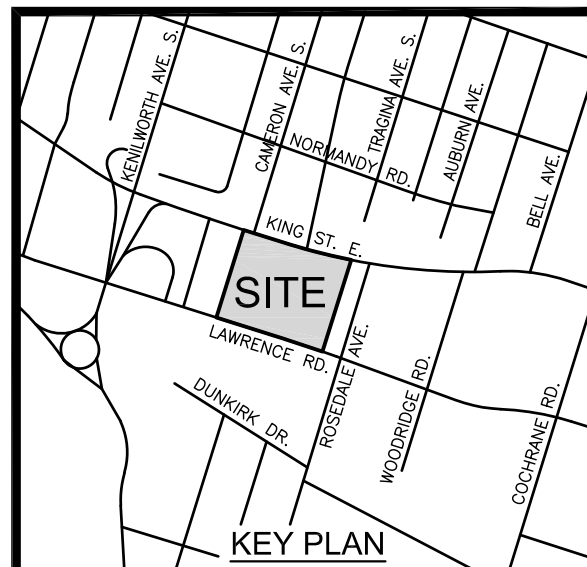 KENILWORTH AVE. S.
CAMERON AVE. S.
TRAGINA AVE. S.
AUBURN AVE.
NORMANDY RD.
BELL AVE.
KING ST. E.
SITE
LAWRENCE RD.
ROSEDALE AVE.
WOODRIDGE RD.
COCHRANE RD.
DUNKIRK DR.
KEY PLAN